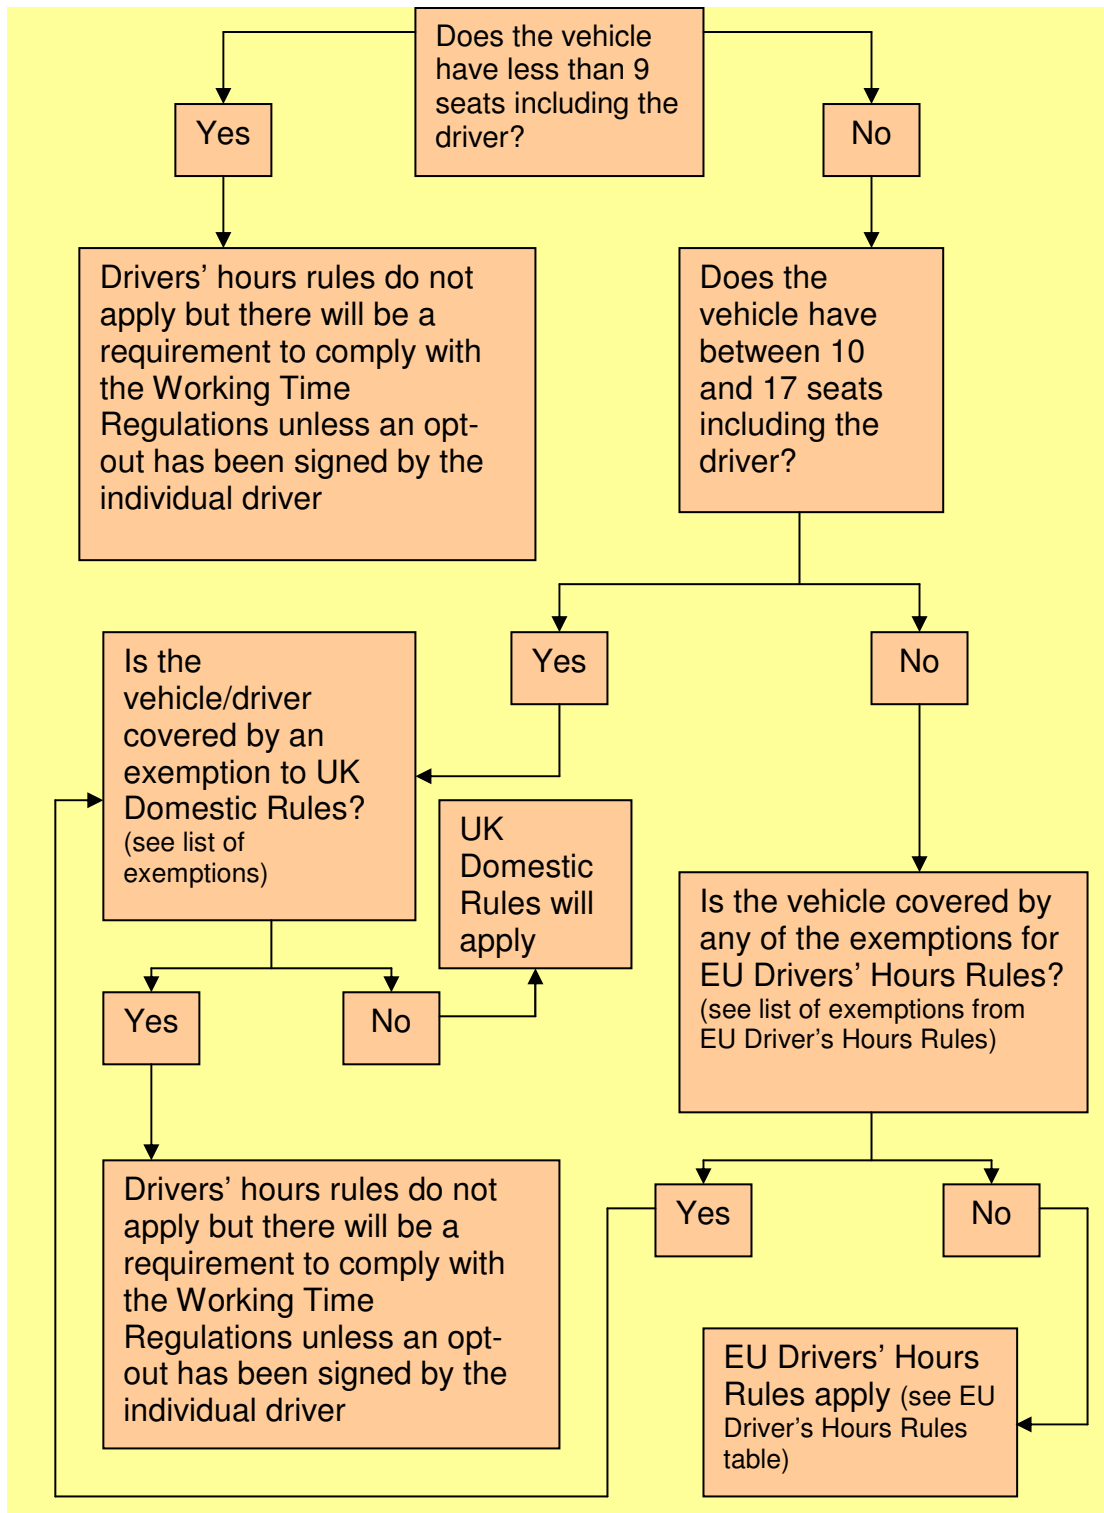 Does the vehicle
have less than 9
seats including the
driver?
Yes
No
Drivers’ hours rules do not
apply but there will be a
requirement to comply with
the Working Time
Regulations unless an opt-
out has been signed by the
individual driver
Does the
vehicle have
between 10
and 17 seats
including the
driver?
Yes
No
Is the
vehicle/driver
covered by an
exemption to UK
Domestic Rules?
(see list of
exemptions)
UK
Domestic
Rules will
apply
Is the vehicle covered by
any of the exemptions for
EU Drivers’ Hours Rules?
(see list of exemptions from
EU Driver’s Hours Rules)
Yes
No
Drivers’ hours rules do not
apply but there will be a
requirement to comply with
the Working Time
Regulations unless an opt-
out has been signed by the
individual driver
Yes
No
EU Drivers’ Hours
Rules apply (see EU
Driver’s Hours Rules
table)